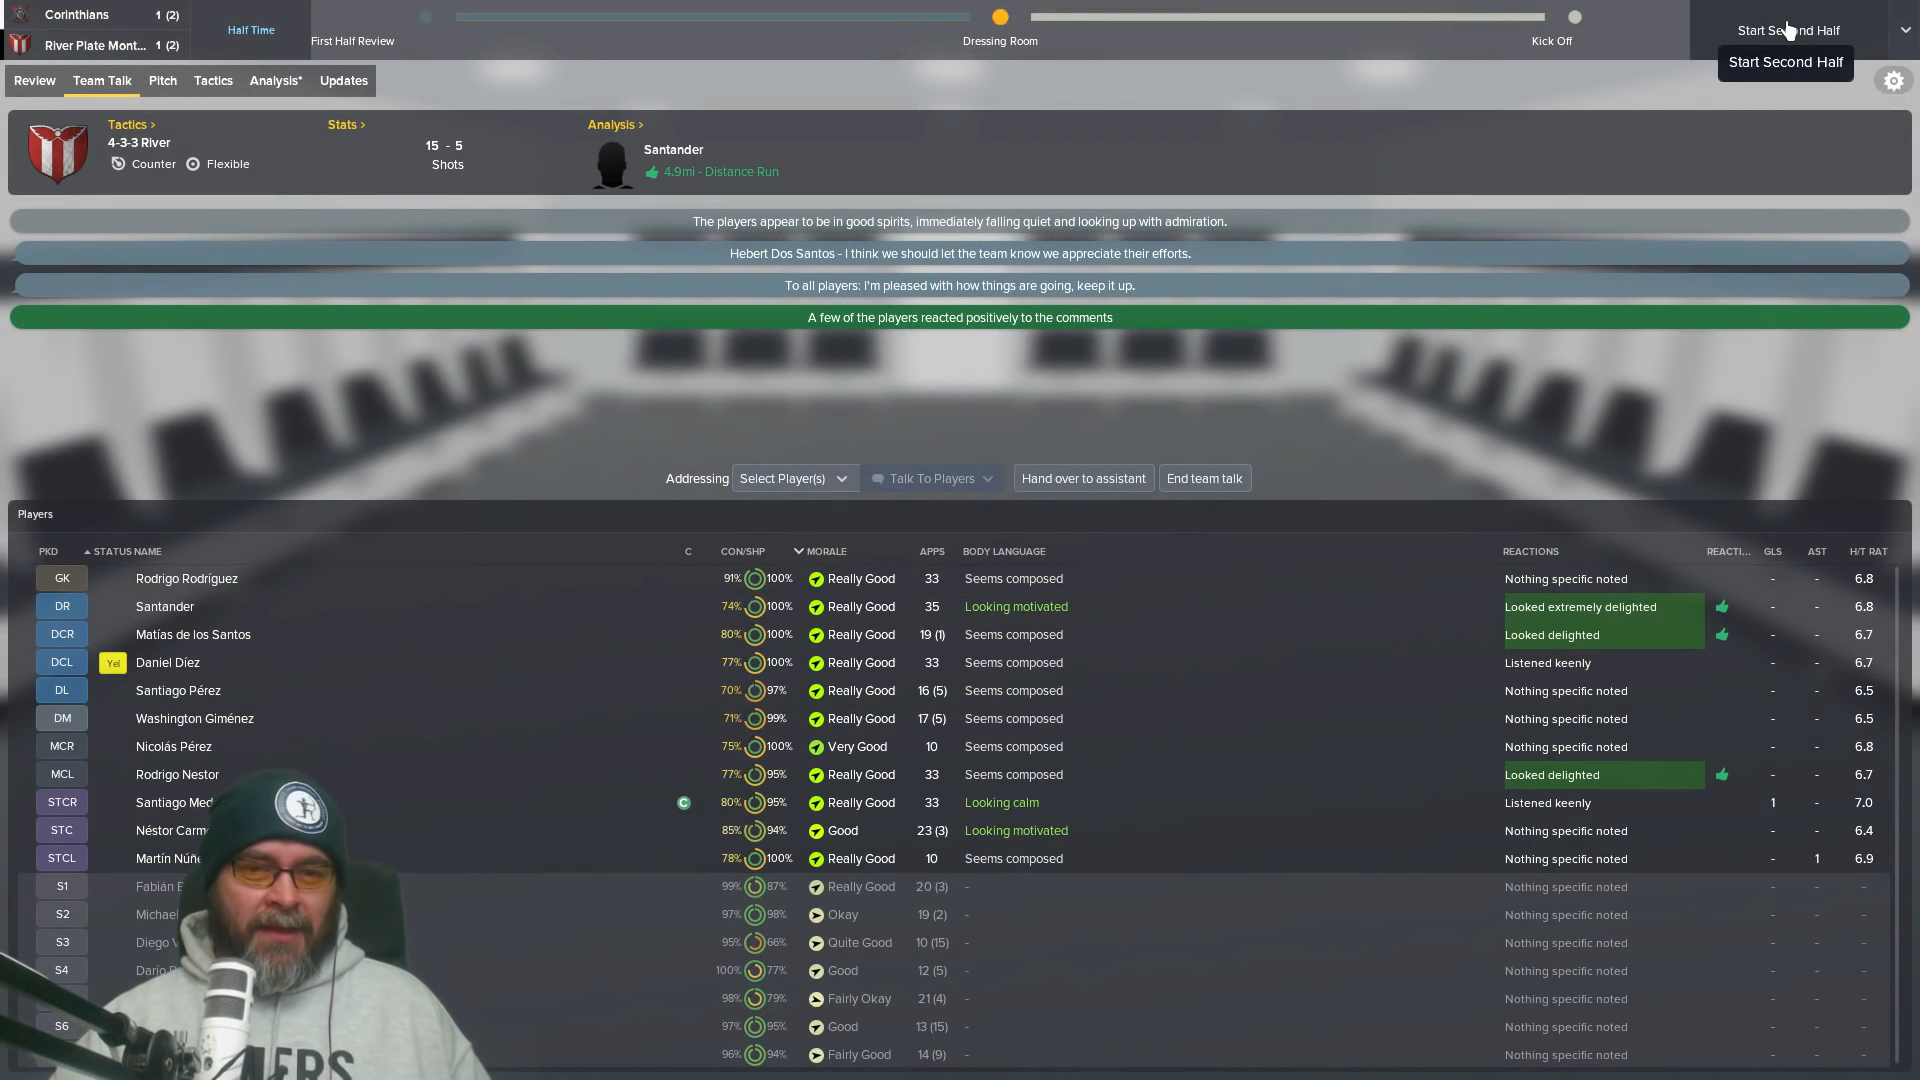 Corinthians 1 (2)
River Plate Mont... 1 (2)
Half Time
First Half Review
Dressing Room
Kick Off
Start Second Half
Start Second Half
Review Team Talk Pitch Tactics Analysis* Updates
Tactics >
4-3-3 River
Counter Flexible
Stats >
15 - 5
Shots
Analysis >
Santander
4.9mi - Distance Run
The players appear to be in good spirits, immediately falling quiet and looking up with admiration.
Hebert Dos Santos - I think we should let the team know we appreciate their efforts.
To all players: I'm pleased with how things are going, keep it up.
A few of the players reacted positively to the comments
Addressing Select Player(s) Talk To Players Hand over to assistant End team talk
Players
PKD STATUS NAME C CON/SHP MORALE APPS BODY LANGUAGE REACTIONS REACTI... GLS AST H/T RAT
GK Rodrigo Rodríguez 91% 100% Really Good 33 Seems composed Nothing specific noted - - 6.8
DR Santander 74% 100% Really Good 35 Looking motivated Looked extremely delighted - - 6.8
DCR Matías de los Santos 80% 100% Really Good 19 (1) Seems composed Looked delighted - - 6.7
DCL Yel Daniel Díez 77% 100% Really Good 33 Seems composed Listened keenly - - 6.7
DL Santiago Pérez 70% 97% Really Good 16 (5) Seems composed Nothing specific noted - - 6.5
DM Washington Giménez 71% 99% Really Good 17 (5) Seems composed Nothing specific noted - - 6.5
MCR Nicolás Pérez 75% 100% Very Good 10 Seems composed Nothing specific noted - - 6.8
MCL Rodrigo Nestor 77% 95% Really Good 33 Seems composed Looked delighted - - 6.7
STCR Santiago Med C 80% 95% Really Good 33 Looking calm Listened keenly 1 - 7.0
STC Néstor Carm 85% 94% Good 23 (3) Looking motivated Nothing specific noted - - 6.4
STCL Martín Núñe 78% 100% Really Good 10 Seems composed Nothing specific noted - 1 6.9
S1 Fabián E 99% 87% Really Good 20 (3) - Nothing specific noted - - -
S2 Michael 97% 98% Okay 19 (2) - Nothing specific noted - - -
S3 Diego V 95% 66% Quite Good 10 (15) - Nothing specific noted - - -
S4 Darío 100% 77% Good 12 (5) - Nothing specific noted - - -
98% 79% Fairly Okay 21 (4) - Nothing specific noted - - -
S6 97% 95% Good 13 (15) - Nothing specific noted - - -
96% 94% Fairly Good 14 (9) - Nothing specific noted - - -